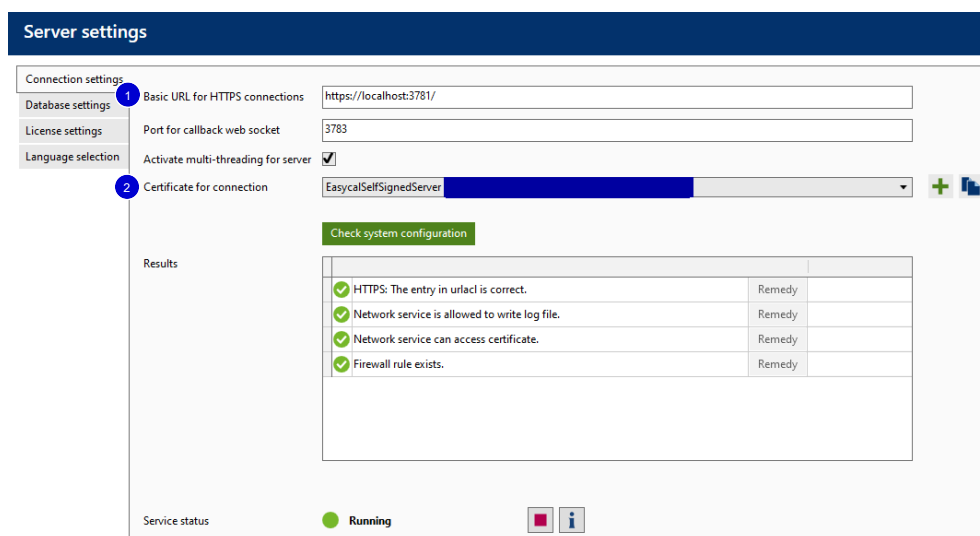 Server settings
Connection settings
Database settings
License settings
Language selection
1 Basic URL for HTTPS connections https://localhost:3781/
Port for callback web socket 3783
Activate multi-threading for server
2 Certificate for connection EasycalSelfSignedServer
Check system configuration
Results
HTTPS: The entry in urlacl is correct. Remedy
Network service is allowed to write log file. Remedy
Network service can access certificate. Remedy
Firewall rule exists. Remedy
Service status Running